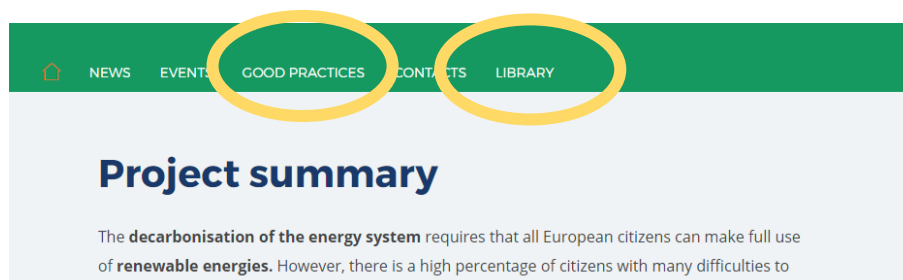 NEWS EVENTS GOOD PRACTICES CONTACTS LIBRARY
Project summary
The decarbonisation of the energy system requires that all European citizens can make full use
of renewable energies. However, there is a high percentage of citizens with many difficulties to